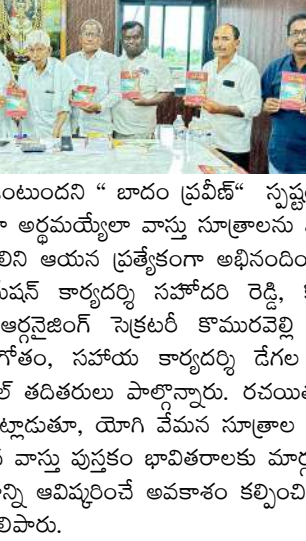 ంటుందని “ బాదం ప్రవీణ్“ స్పష్ట
అర్థమయ్యేలా వాస్తు సూత్రాలను
ని ఆయన ప్రత్యేకంగా అభినందిం
షన్ కార్యదర్శి సహోదరి రెడ్డి,
ఆర్గనైజింగ్ సెక్రటరీ కొమురవెల్లి
గోతం, సహాయ కార్యదర్శి డేగల
ల్ తదితరులు పాల్గొన్నారు. రచయి
ట్లాడుతూ, యోగి వేమన సూత్రాల
వాస్తు పుస్తకం భావితరాలకు మార్గ
న్ని ఆవిష్కరించే అవకాశం కల్పించి
లిపారు.